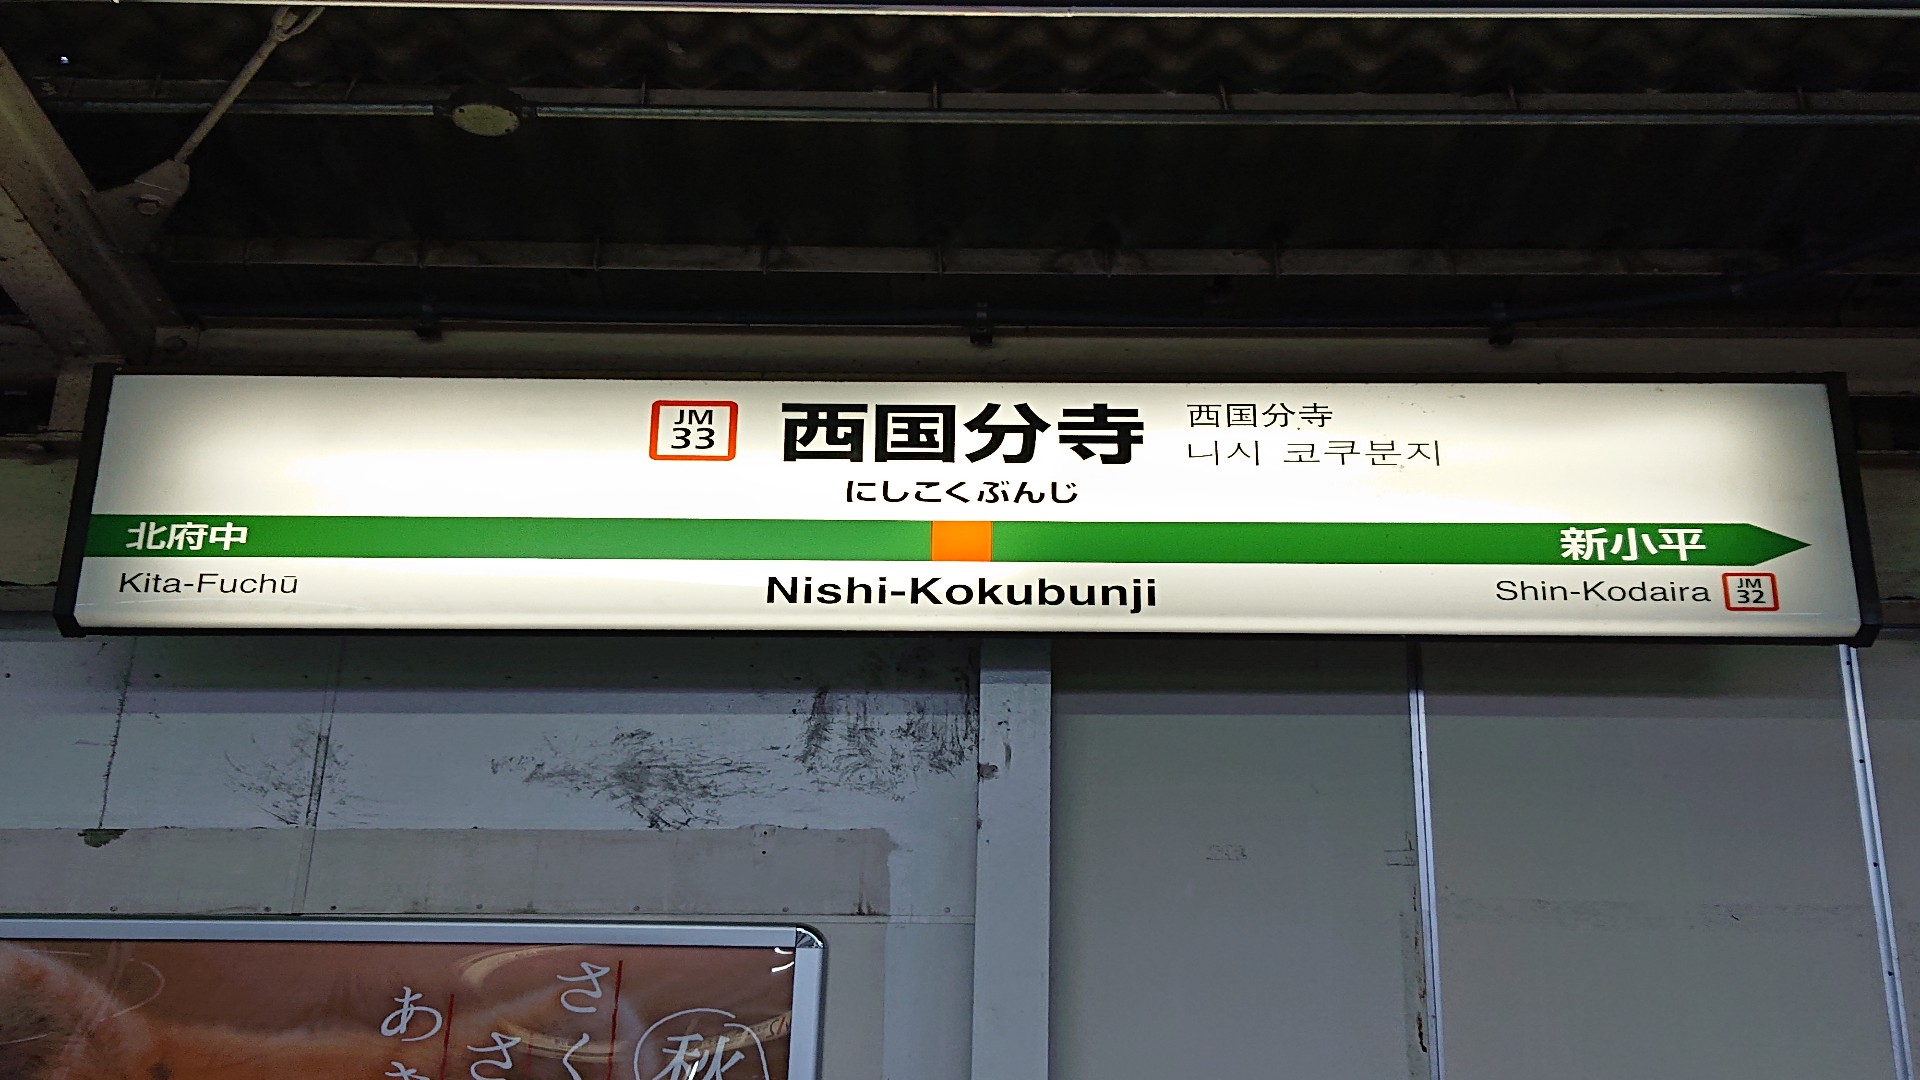 JM
33
西国分寺
西国分寺
니시 코쿠분지
にしこくぶんじ
北府中
新小平
Kita-Fuchū
Nishi-Kokubunji
Shin-Kodaira
JM
32
さく
さ
あ
秋